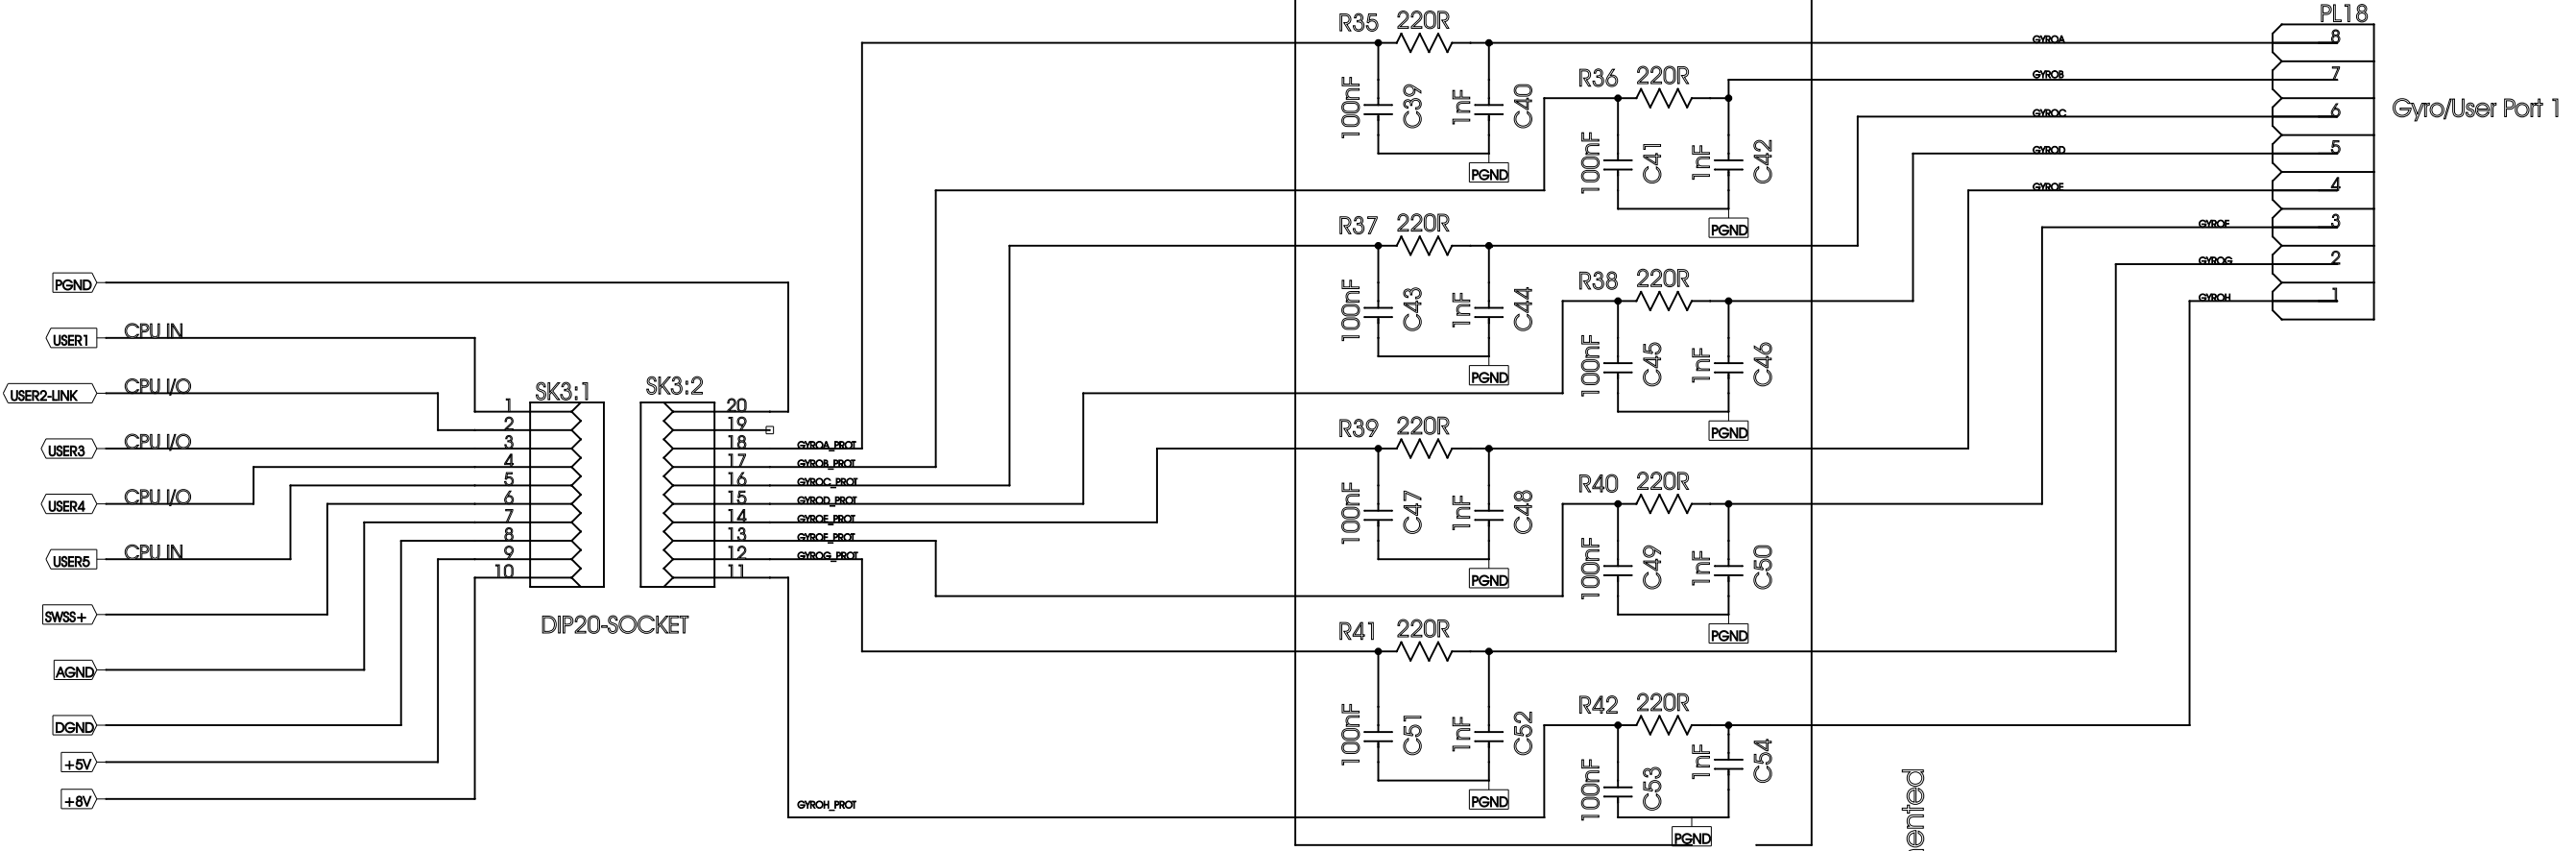 PL18
R35 220R
8
GYROA
100nF
C39
1nF
C40
PGND
R36 220R
7
GYROB
100nF
C41
1nF
C42
PGND
Gyro/User Port 1
6
GYROC
5
GYROD
4
GYROE
3
GYROF
2
GYROG
1
GYROH
R37 220R
100nF
C43
1nF
C44
PGND
R38 220R
100nF
C45
1nF
C46
PGND
PGND
USER1 CPU IN
USER2-LINK CPU I/O
USER3 CPU I/O
USER4 CPU I/O
USER5 CPU IN
SWSS+
AGND
DGND
+5V
+8V
SK3:1
1
2
3
4
5
6
7
8
9
10
SK3:2
20
19
18 GYROA_PROT
17 GYROB_PROT
16 GYROC_PROT
15 GYROD_PROT
14 GYROE_PROT
13 GYROF_PROT
12 GYROG_PROT
11
DIP20-SOCKET
GYROH_PROT
R39 220R
100nF
C47
1nF
C48
PGND
R40 220R
100nF
C49
1nF
C50
PGND
R41 220R
100nF
C51
1nF
C52
PGND
R42 220R
100nF
C53
1nF
C54
PGND
ented